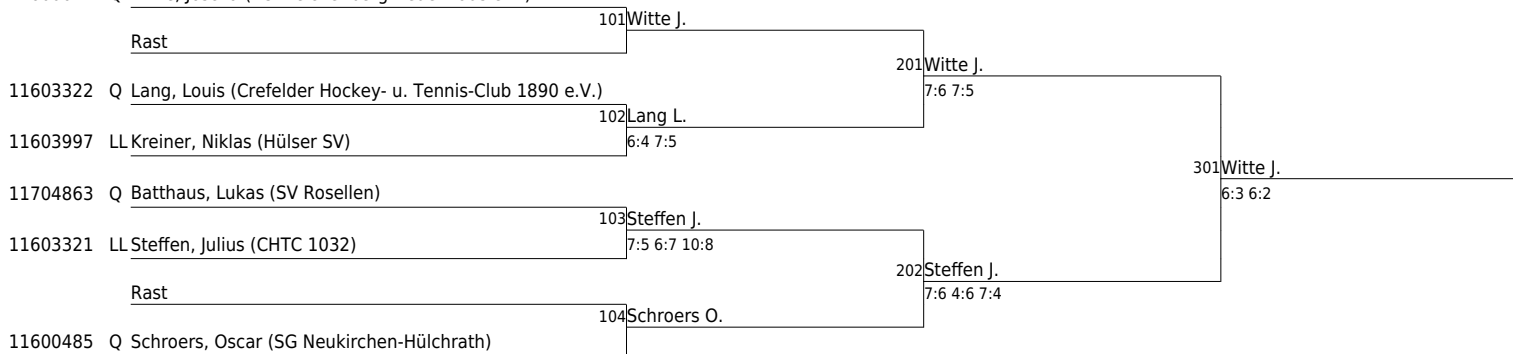 101 Witte J.
Rast
201 Witte J.
7:6 7:5
11603322 Q Lang, Louis (Crefelder Hockey- u. Tennis-Club 1890 e.V.)
102 Lang L.
6:4 7:5
11603997 LL Kreiner, Niklas (Hülser SV)
301 Witte J.
6:3 6:2
11704863 Q Batthaus, Lukas (SV Rosellen)
103 Steffen J.
7:5 6:7 10:8
11603321 LL Steffen, Julius (CHTC 1032)
202 Steffen J.
7:6 4:6 7:4
Rast
104 Schroers O.
11600485 Q Schroers, Oscar (SG Neukirchen-Hülchrath)